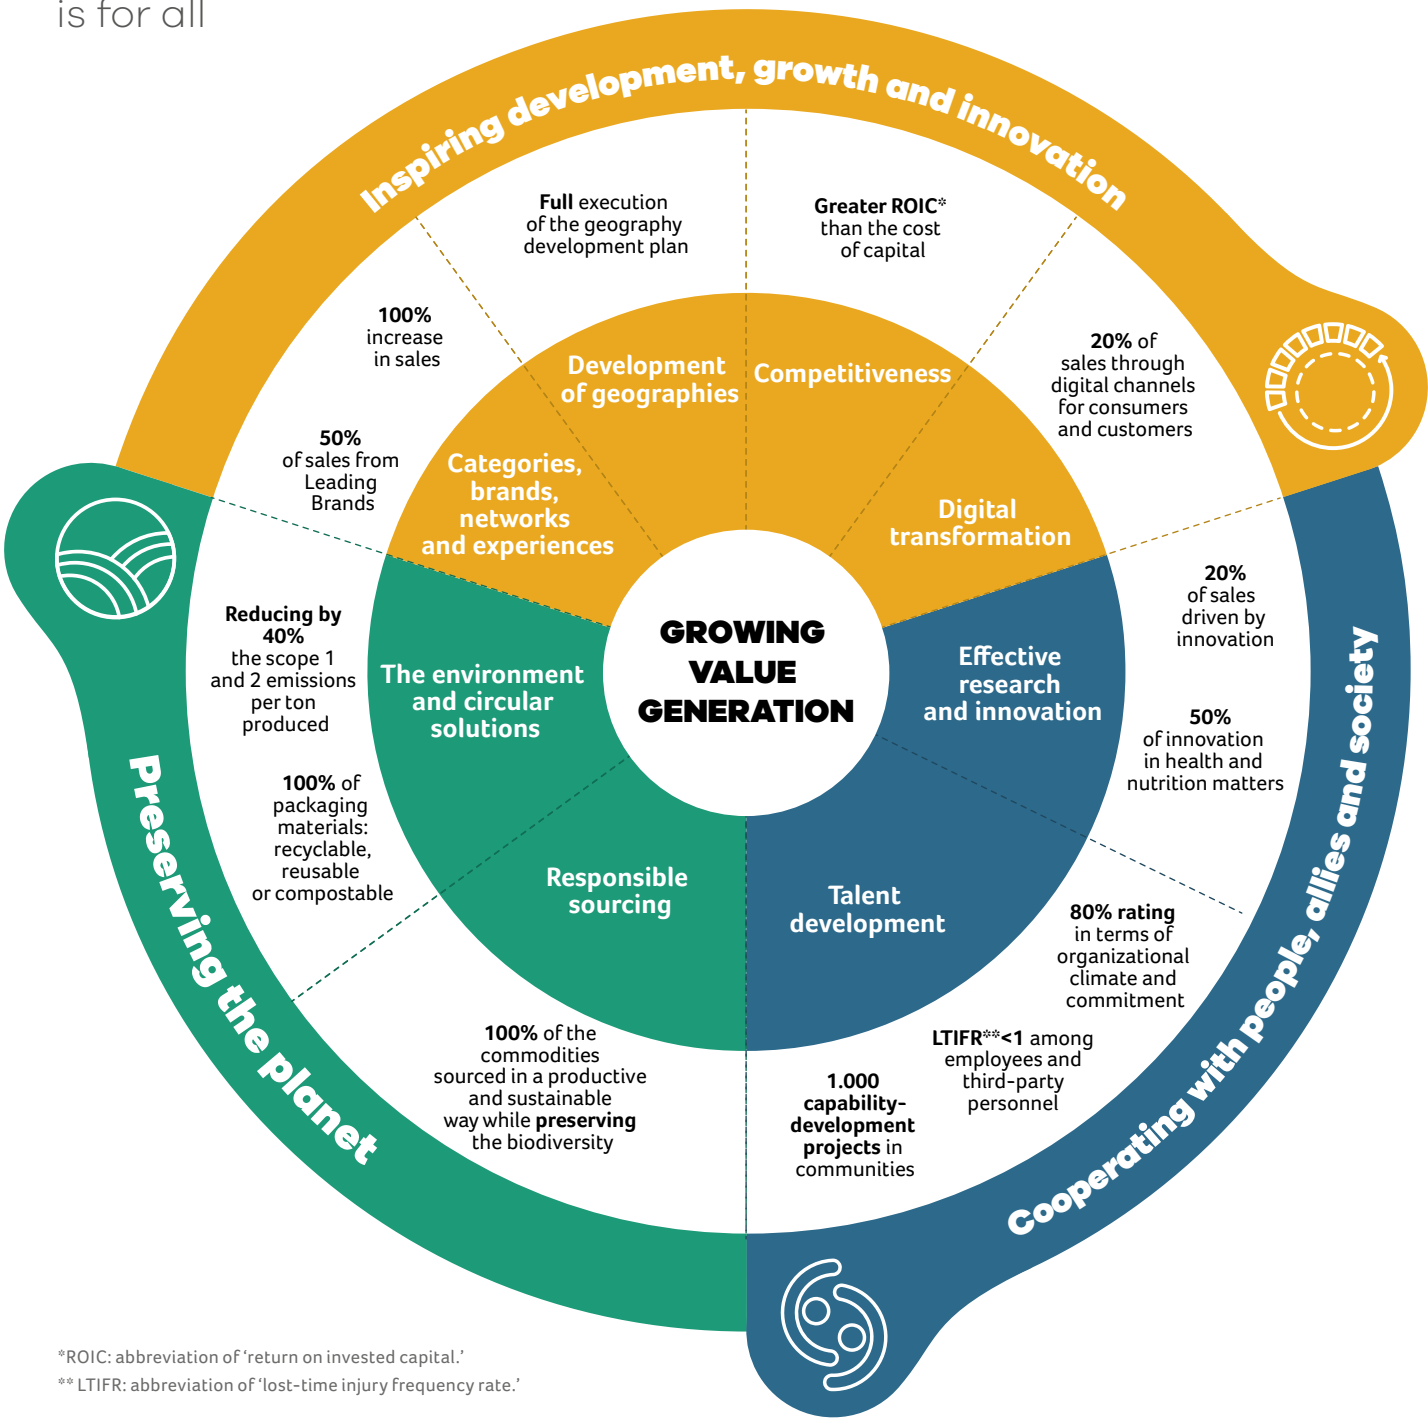 is for all
Inspiring development, growth and innovation
Full execution
of the geography
development plan
Greater ROIC*
than the cost
of capital
100%
increase
in sales
50%
of sales from
Leading
Brands
20% of
sales through
digital channels
for consumers
and customers
Development
of geographies
Competitiveness
Categories,
brands,
networks
and experiences
Digital
transformation
GROWING
VALUE
GENERATION
Reducing by
40%
the scope 1
and 2 emissions
per ton
produced
100% of
packaging
materials:
recyclable,
reusable
or compostable
The environment
and circular
solutions
Effective
research
and innovation
20%
of sales
driven by
innovation
50%
of innovation
in health and
nutrition matters
Responsible
sourcing
Talent
development
Preserving the planet
100% of the
commodities
sourced in a productive
and sustainable
way while preserving
the biodiversity
80% rating
in terms of
organizational
climate and
commitment
LTIFR**<1 among
employees and
third-party
personnel
1.000
capability-
development
projects in
communities
Cooperating with people, allies and society
*ROIC: abbreviation of ‘return on invested capital.’
** LTIFR: abbreviation of ‘lost-time injury frequency rate.’